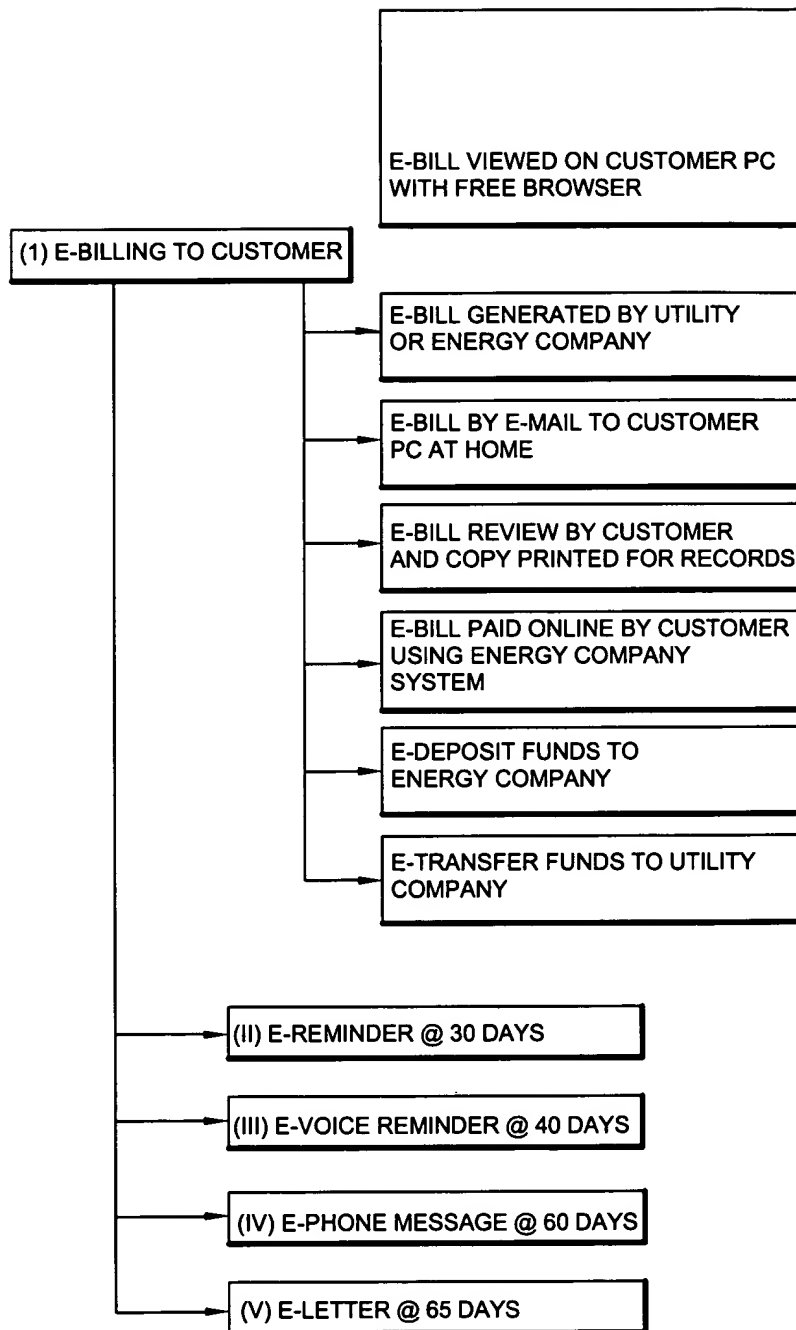 E-BILL VIEWED ON CUSTOMER PC
WITH FREE BROWSER
(1) E-BILLING TO CUSTOMER
E-BILL GENERATED BY UTILITY
OR ENERGY COMPANY
E-BILL BY E-MAIL TO CUSTOMER
PC AT HOME
E-BILL REVIEW BY CUSTOMER
AND COPY PRINTED FOR RECORDS
E-BILL PAID ONLINE BY CUSTOMER
USING ENERGY COMPANY
SYSTEM
E-DEPOSIT FUNDS TO
ENERGY COMPANY
E-TRANSFER FUNDS TO UTILITY
COMPANY
(II) E-REMINDER @ 30 DAYS
(III) E-VOICE REMINDER @ 40 DAYS
(IV) E-PHONE MESSAGE @ 60 DAYS
(V) E-LETTER @ 65 DAYS